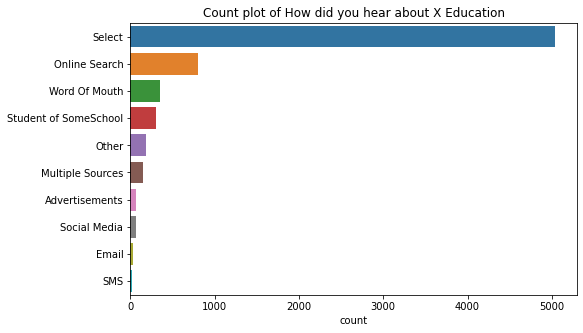 Count plot of How did you hear about X Education
Select
Online Search
Word Of Mouth
Student of SomeSchool
Other
Multiple Sources
Advertisements
Social Media
Email
SMS
0 1000 2000 3000 4000 5000
count